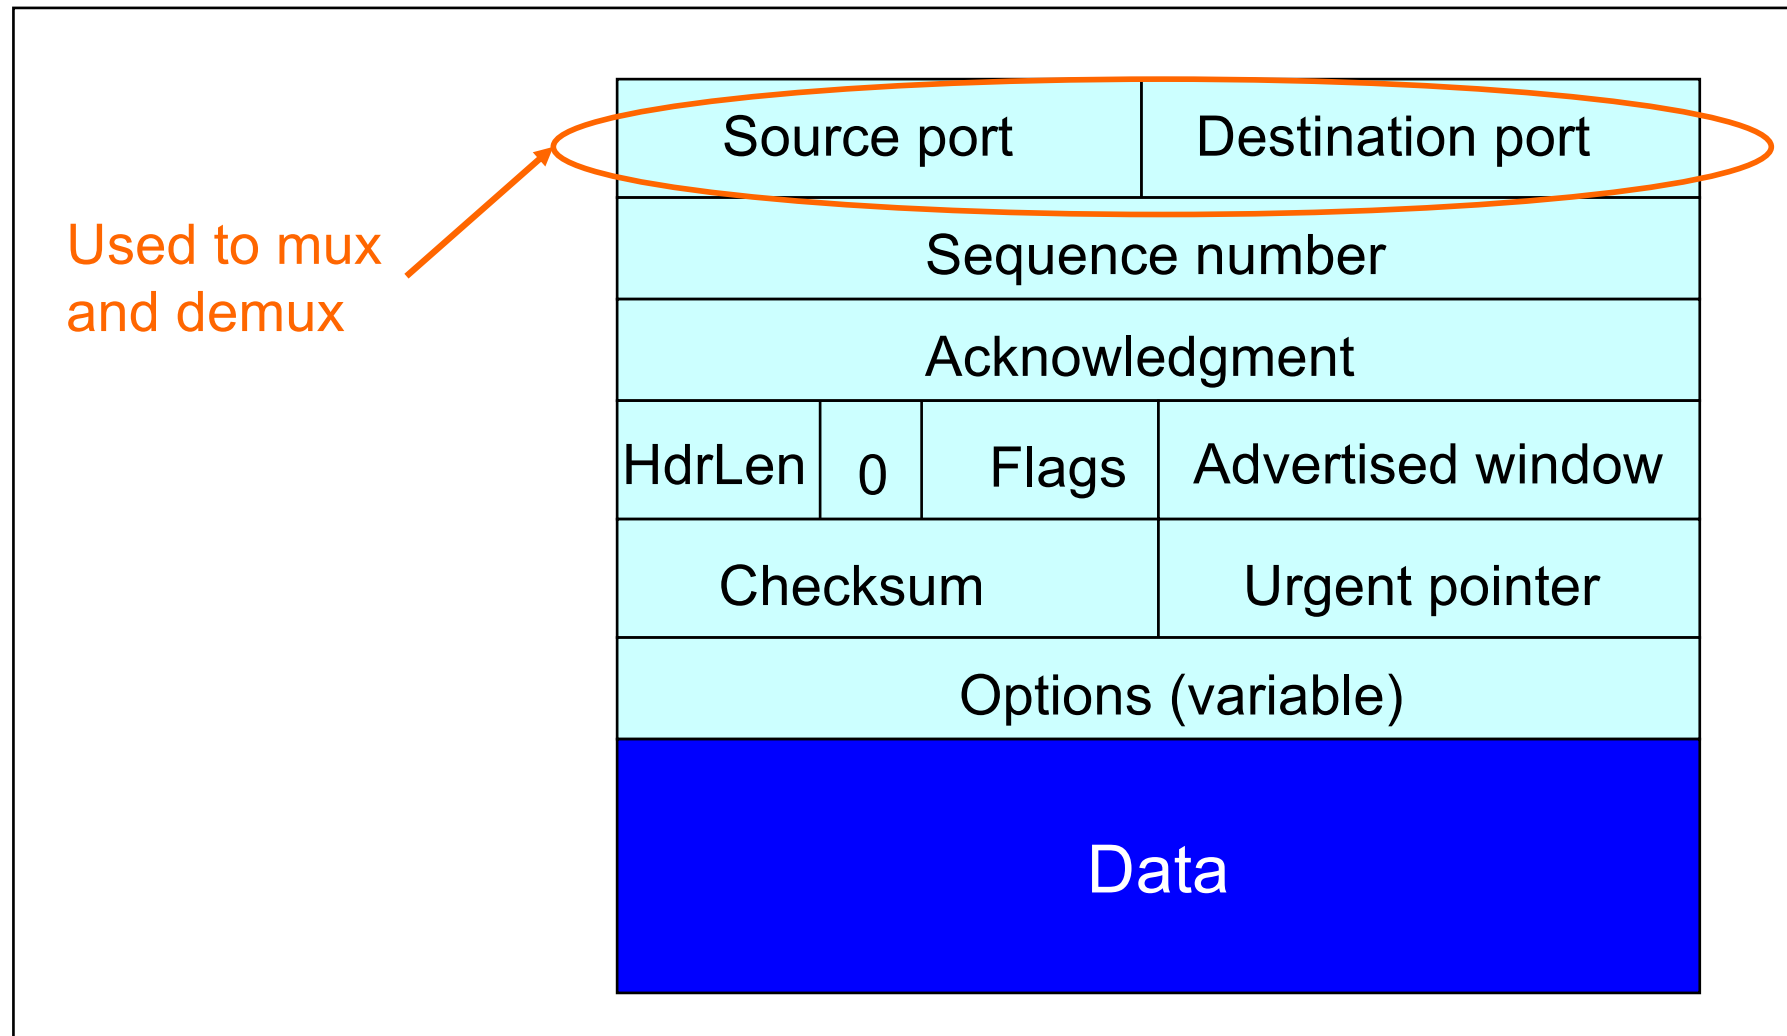 Source port
Destination port
Used to mux
and demux
Sequence number
Acknowledgment
HdrLen
0
Flags
Advertised window
Checksum
Urgent pointer
Options (variable)
Data